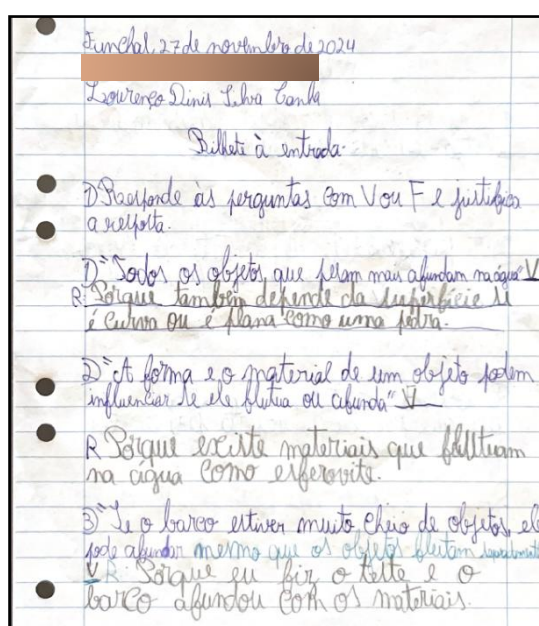 Funchal, 27 de novembro de 2024
Lourenço Dinis Silva Canha
Bilhete à entrada.
1) Responde às perguntas com V ou F e justifica
a resposta.
1) "Todos os objetos que pesam mais afundam na água" V
R: Porque também depende da superfície se
é curva ou é plana como uma pedra.
2) "A forma e o material de um objeto podem
influenciar se ele flutua ou afunda" V
R Porque existe materiais que fllutuam
na água como esferovite.
3) "Se o barco estiver muito cheio de objetos, ele
pode afundar mesmo que os objetos flutam
V R Porque eu fiz o teste e o
barco afundou com os materiais.